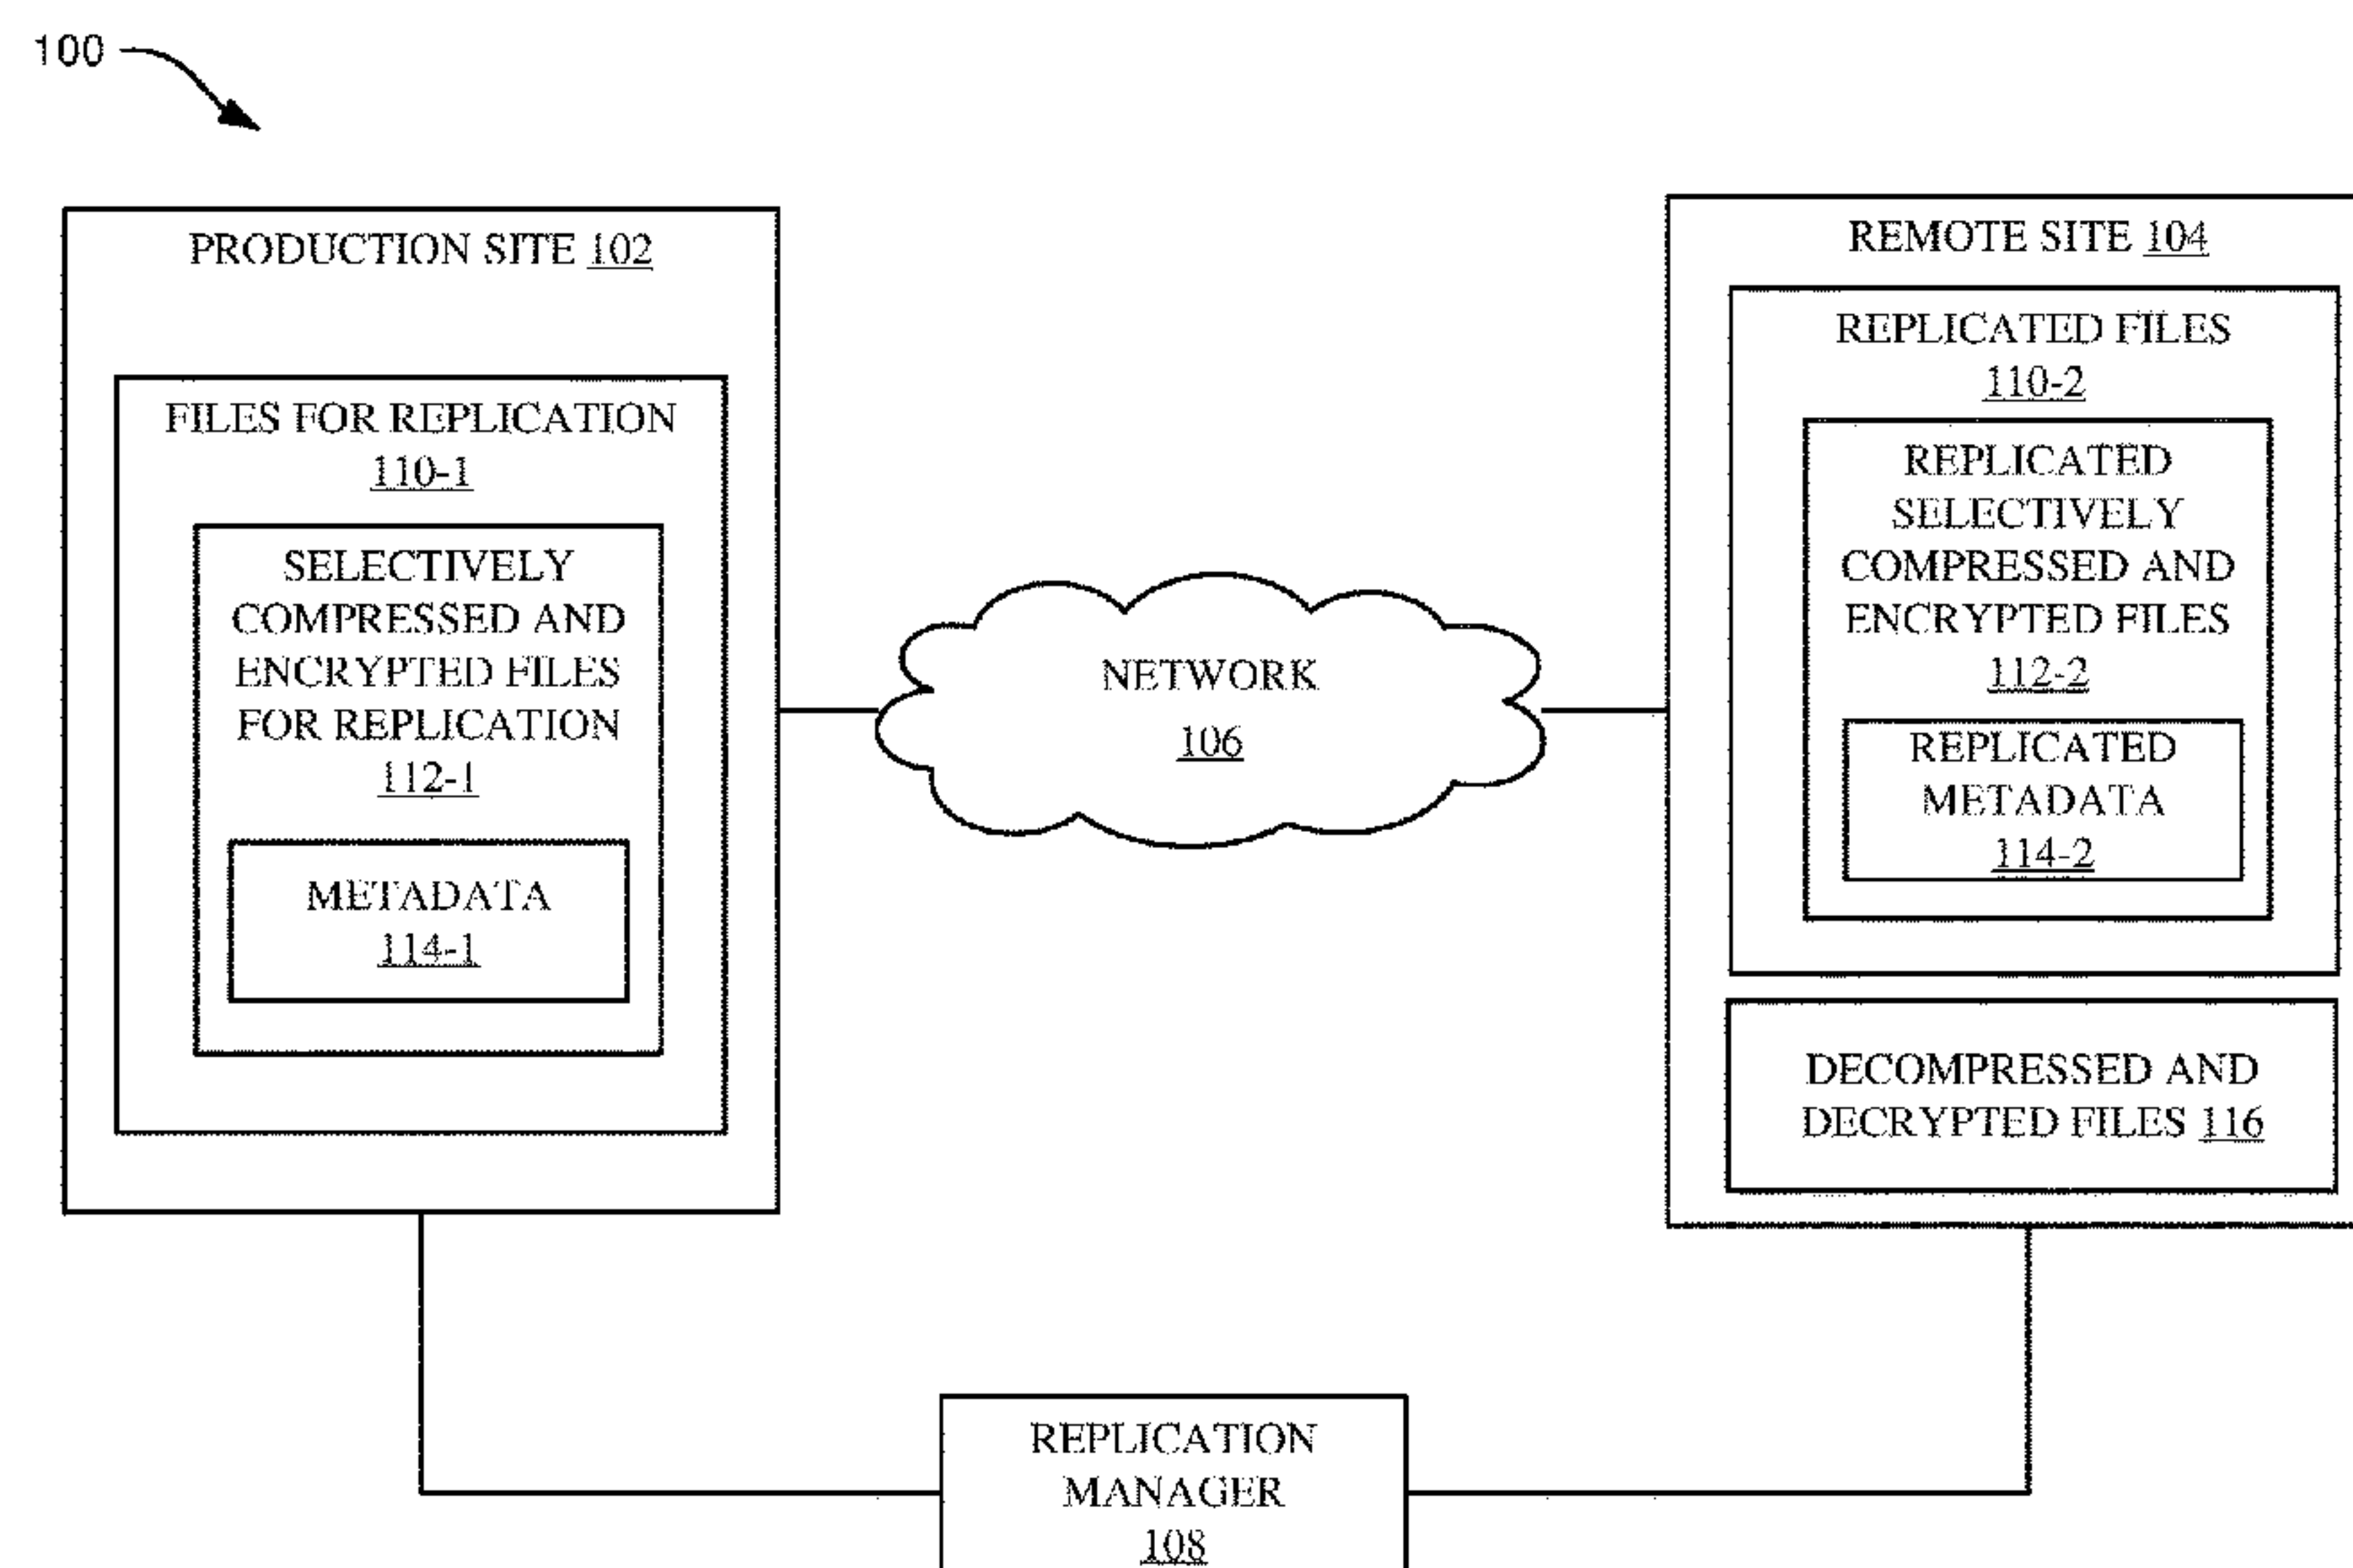 100
PRODUCTION SITE 102
FILES FOR REPLICATION
110-1
SELECTIVELY
COMPRESSED AND
ENCRYPTED FILES
FOR REPLICATION
112-1
METADATA
114-1
NETWORK
106
REMOTE SITE 104
REPLICATED FILES
110-2
REPLICATED
SELECTIVELY
COMPRESSED AND
ENCRYPTED FILES
112-2
REPLICATED
METADATA
114-2
DECOMPRESSED AND
DECRYPTED FILES 116
REPLICATION
MANAGER
108